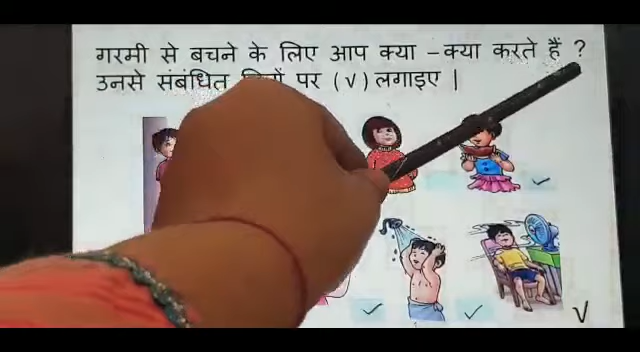 गरमी से बचने के लिए आप क्या – क्या करते हैं ?
उनसे संबंधित पर (√) लगाइए |